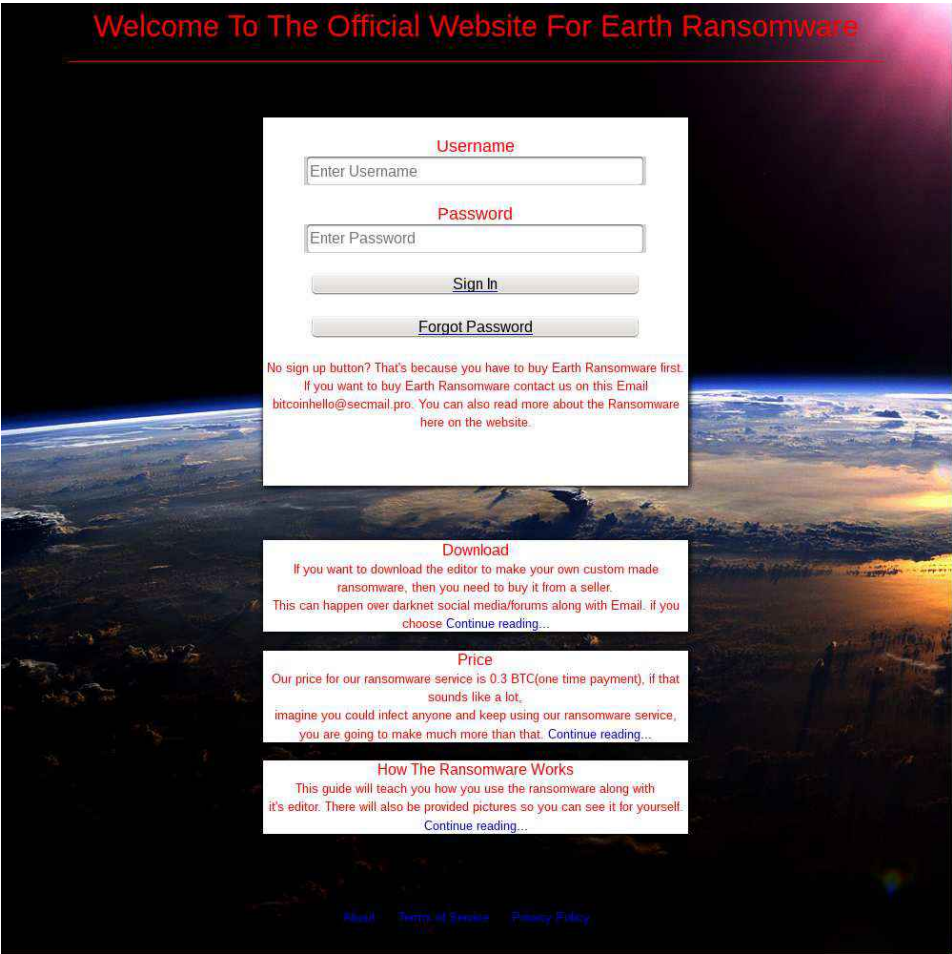 Welcome To The Official Website For Earth Ransomware
Username
Enter Username
Password
Enter Password
Sign In
Forgot Password
No sign up button? That's because you have to buy Earth Ransomware first.
If you want to buy Earth Ransomware contact us on this Email
bitcoinhello@secmail.pro. You can also read more about the Ransomware
here on the website.
Download
If you want to download the editor to make your own custom made
ransomware, then you need to buy it from a seller.
This can happen over darknet social media/forums along with Email. if you
choose Continue reading...
Price
Our price for our ransomware service is 0.3 BTC(one time payment), if that
sounds like a lot,
imagine you could infect anyone and keep using our ransomware service,
you are going to make much more than that. Continue reading...
How The Ransomware Works
This guide will teach you how you use the ransomware along with
it's editor. There will also be provided pictures so you can see it for yourself.
Continue reading...
About Terms of Service Privacy Policy